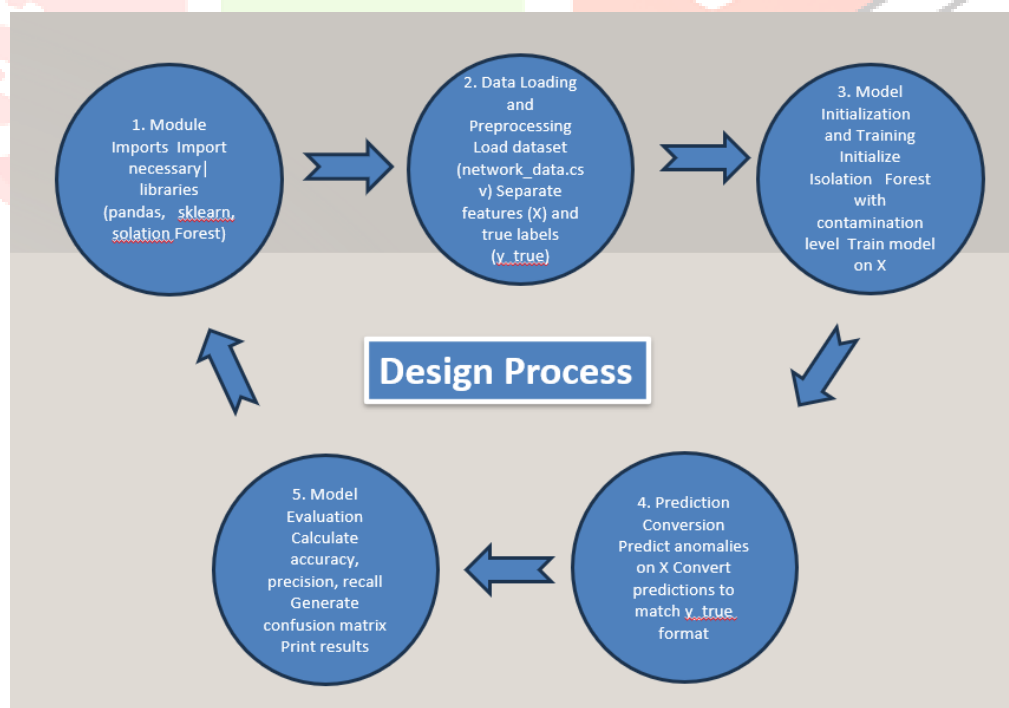 1. Module
Imports Import
necessary|
libraries
(pandas, sklearn,
solation Forest)
2. Data Loading
and
Preprocessing
Load dataset
(network_data.cs
v) Separate
features (X) and
true labels
(y_true)
3. Model
Initialization
and Training
Initialize
Isolation Forest
with
contamination
level Train model
on X
Design Process
4. Prediction
Conversion
Predict anomalies
on X Convert
predictions to
match y_true
format
5. Model
Evaluation
Calculate
accuracy,
precision, recall
Generate
confusion matrix
Print results